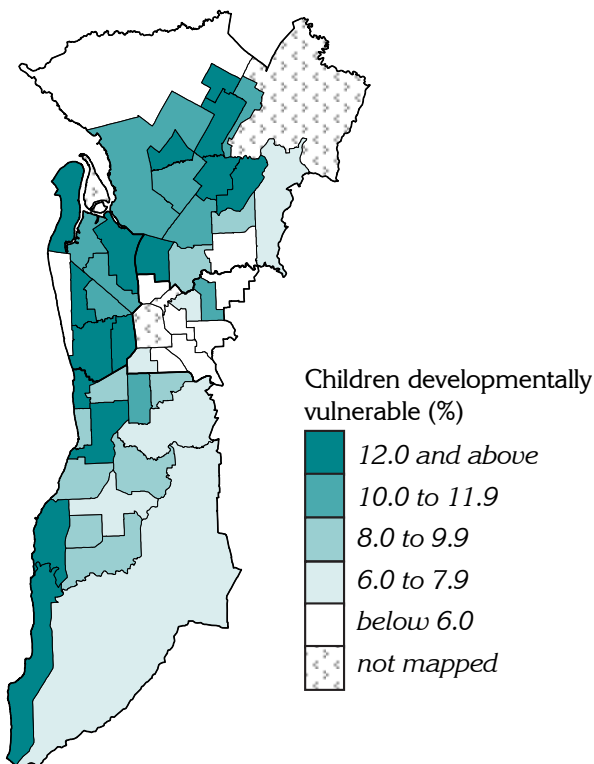 Children developmentally
vulnerable (%)
12.0 and above
10.0 to 11.9
8.0 to 9.9
6.0 to 7.9
below 6.0
not mapped